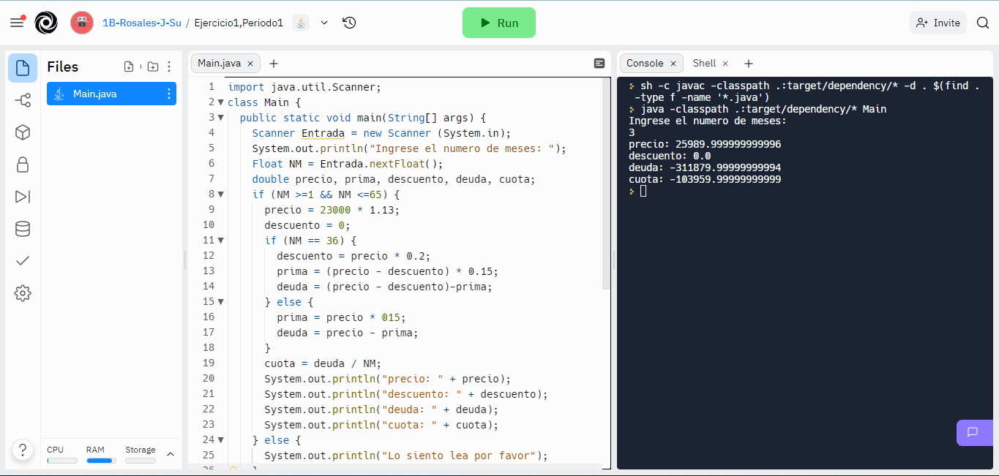 1B-Rosales-J-Su / Ejercicio1,Periodo1
Run
Invite
Files
Main.java
CPU
RAM
Storage
?
Main.java
1 import java.util.Scanner;
2 class Main {
3 public static void main(String[] args) {
4 Scanner Entrada = new Scanner (System.in);
5 System.out.println("Ingrese el numero de meses: ");
6 Float NM = Entrada.nextFloat();
7 double precio, prima, descuento, deuda, cuota;
8 if (NM >=1 && NM <=65) {
9 precio = 23000 * 1.13;
10 descuento = 0;
11 if (NM == 36) {
12 descuento = precio * 0.2;
13 prima = (precio - descuento) * 0.15;
14 deuda = (precio - descuento)-prima;
15 } else {
16 prima = precio * 015;
17 deuda = precio - prima;
18 }
19 cuota = deuda / NM;
20 System.out.println("precio: " + precio);
21 System.out.println("descuento: " + descuento);
22 System.out.println("deuda: " + deuda);
23 System.out.println("cuota: " + cuota);
24 } else {
25 System.out.println("Lo siento lea por favor");
Console
Shell
sh -c javac -classpath .:target/dependency/* -d . $(find .
-type f -name '*.java')
java -classpath .:target/dependency/* Main
Ingrese el numero de meses:
3
precio: 25989.999999999996
descuento: 0.0
deuda: -311879.99999999994
cuota: -103959.99999999999